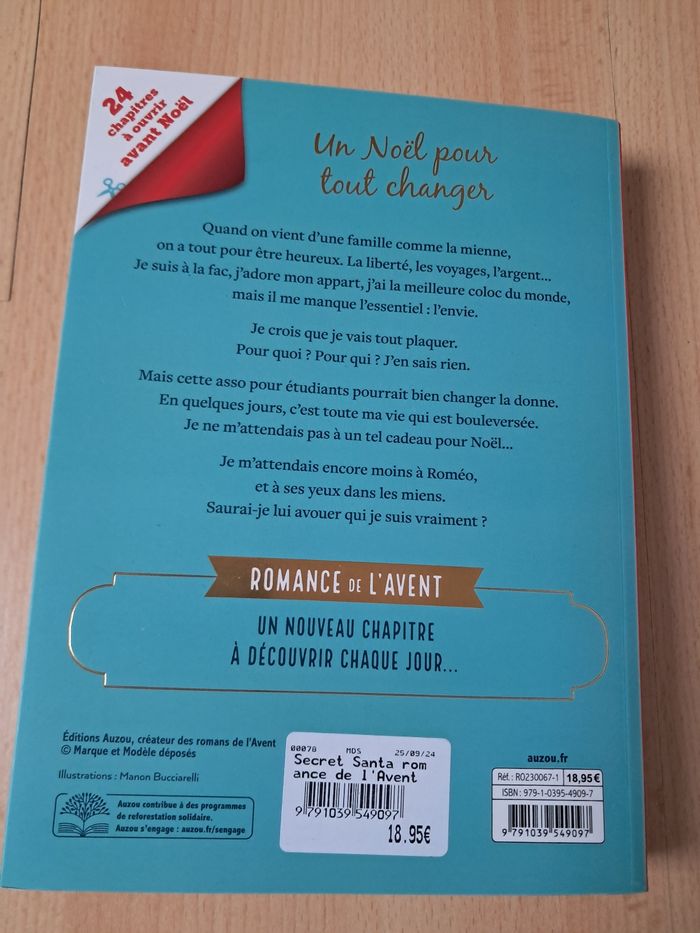 24
chapitres
à ouvrir
avant Noël
Un Noël pour
tout changer
Quand on vient d'une famille comme la mienne,
on a tout pour être heureux. La liberté, les voyages, l'argent...
Je suis à la fac, j'adore mon appart, j'ai la meilleure coloc du monde,
mais il me manque l'essentiel : l'envie.
Je crois que je vais tout plaquer.
Pour quoi ? Pour qui ? J'en sais rien.
Mais cette asso pour étudiants pourrait bien changer la donne.
En quelques jours, c'est toute ma vie qui est bouleversée.
Je ne m'attendais pas à un tel cadeau pour Noël...
Je m'attendais encore moins à Roméo,
et à ses yeux dans les miens.
Saurai-je lui avouer qui je suis vraiment ?
ROMANCE DE L'AVENT
UN NOUVEAU CHAPITRE
À DÉCOUVRIR CHAQUE JOUR...
Éditions Auzou, créateur des romans de l'Avent
© Marque et Modèle déposés
Illustrations : Manon Bucciarelli
Auzou contribue à des programmes
de reforestation solidaire.
Auzou s'engage : auzou.fr/sengage
00078 MDS 25/09/24
Secret Santa rom
ance de l'Avent
9 791039 549097
18.95€
auzou.fr
Réf. : RO230067-1 18,95 €
ISBN : 979-1-0395-4909-7
9 791039 549097